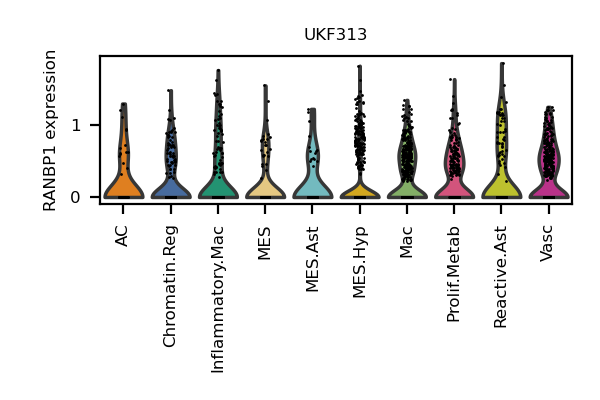 UKF313
RANBP1 expression
1
0
AC
Chromatin.Reg
Inflammatory.Mac
MES
MES.Ast
MES.Hyp
Mac
Prolif.Metab
Reactive.Ast
Vasc